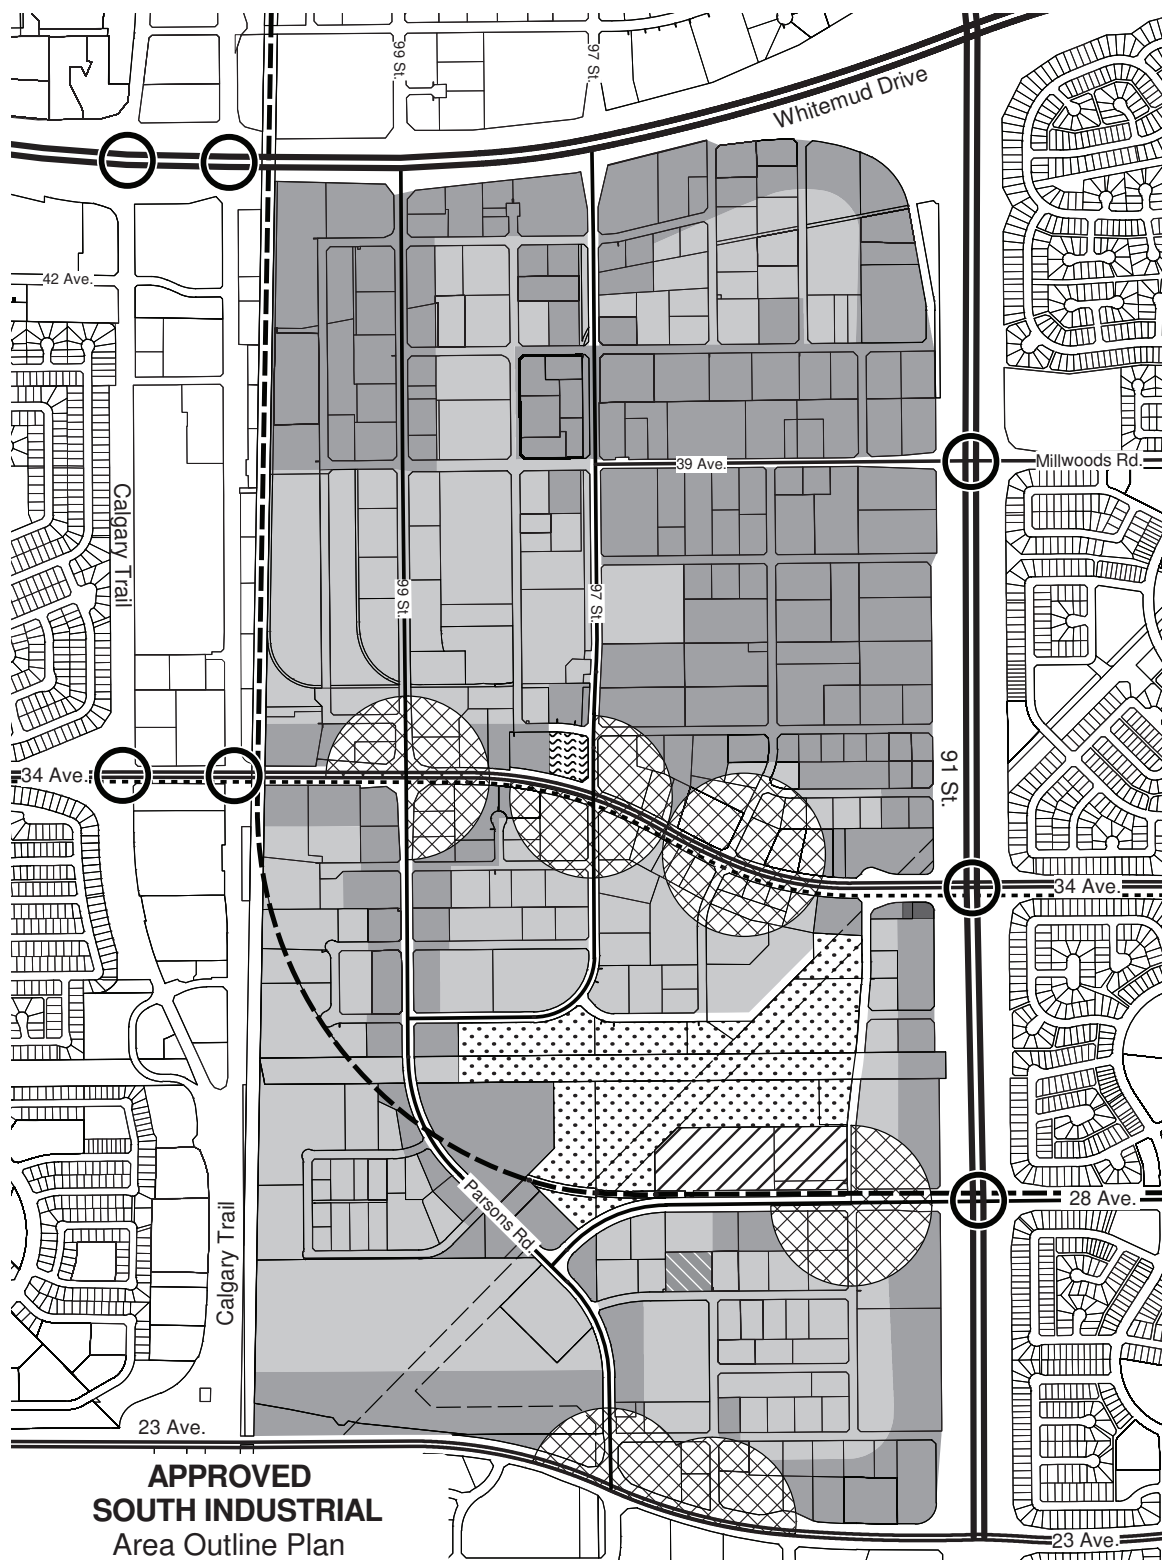 99 St.
97 St.
Whitemud Drive
42 Ave.
39 Ave.
Millwoods Rd.
Calgary Trail
99 St.
97 St.
34 Ave.
91 St.
34 Ave.
28 Ave.
Parsons Rd.
Calgary Trail
23 Ave.
APPROVED
SOUTH INDUSTRIAL
Area Outline Plan
23 Ave.